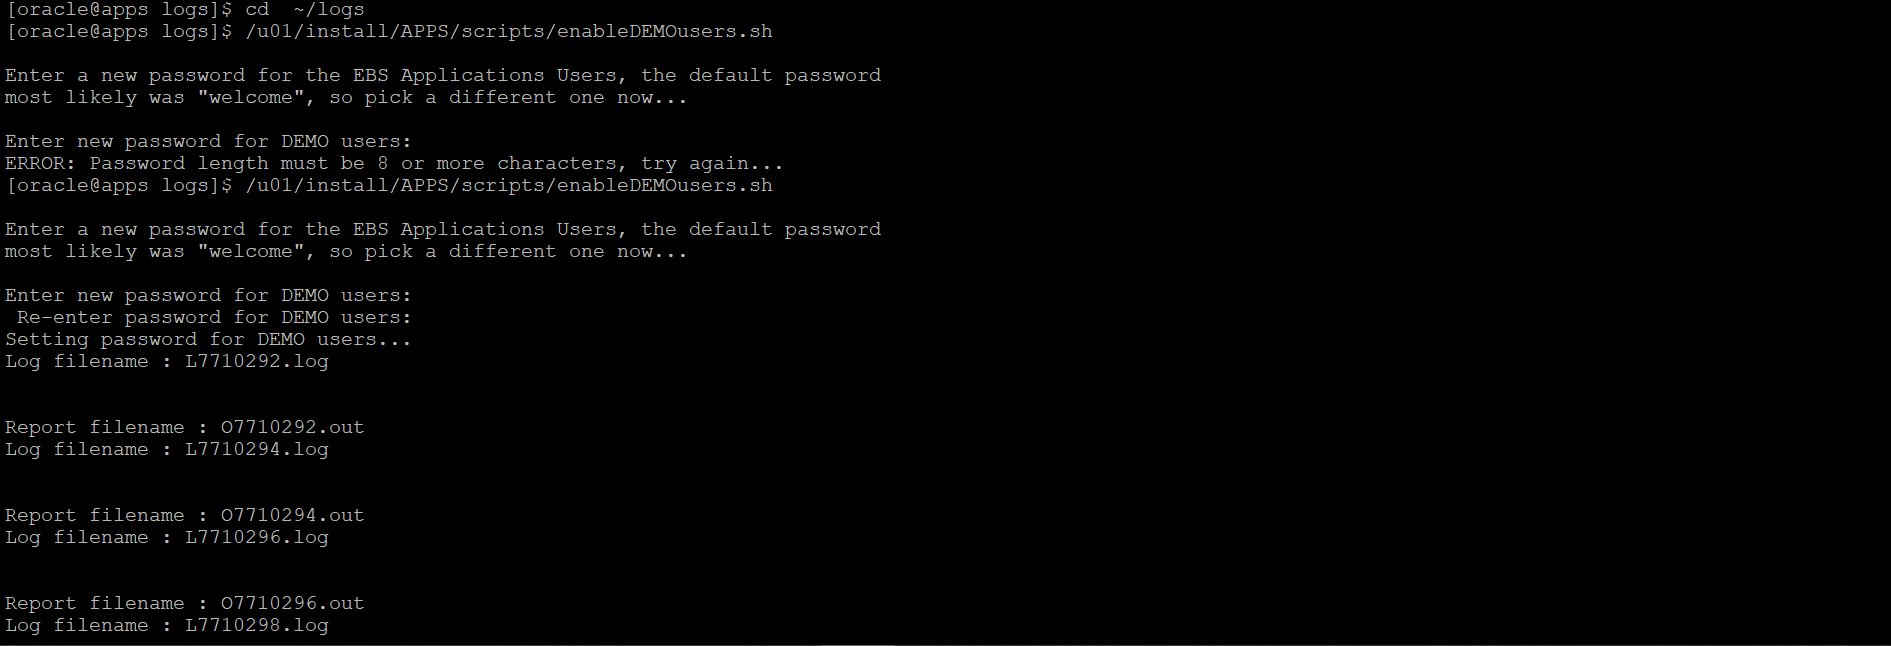 [oracle@apps logs]$ cd  ~/logs
[oracle@apps logs]$ /u01/install/APPS/scripts/enableDEMOusers.sh
Enter a new password for the EBS Applications Users, the default password
most likely was "welcome", so pick a different one now...
Enter new password for DEMO users:
ERROR: Password length must be 8 or more characters, try again...
[oracle@apps logs]$ /u01/install/APPS/scripts/enableDEMOusers.sh
Enter a new password for the EBS Applications Users, the default password
most likely was "welcome", so pick a different one now...
Enter new password for DEMO users:
 Re-enter password for DEMO users:
Setting password for DEMO users...
Log filename : L7710292.log
Report filename : O7710292.out
Log filename : L7710294.log
Report filename : O7710294.out
Log filename : L7710296.log
Report filename : O7710296.out
Log filename : L7710298.log